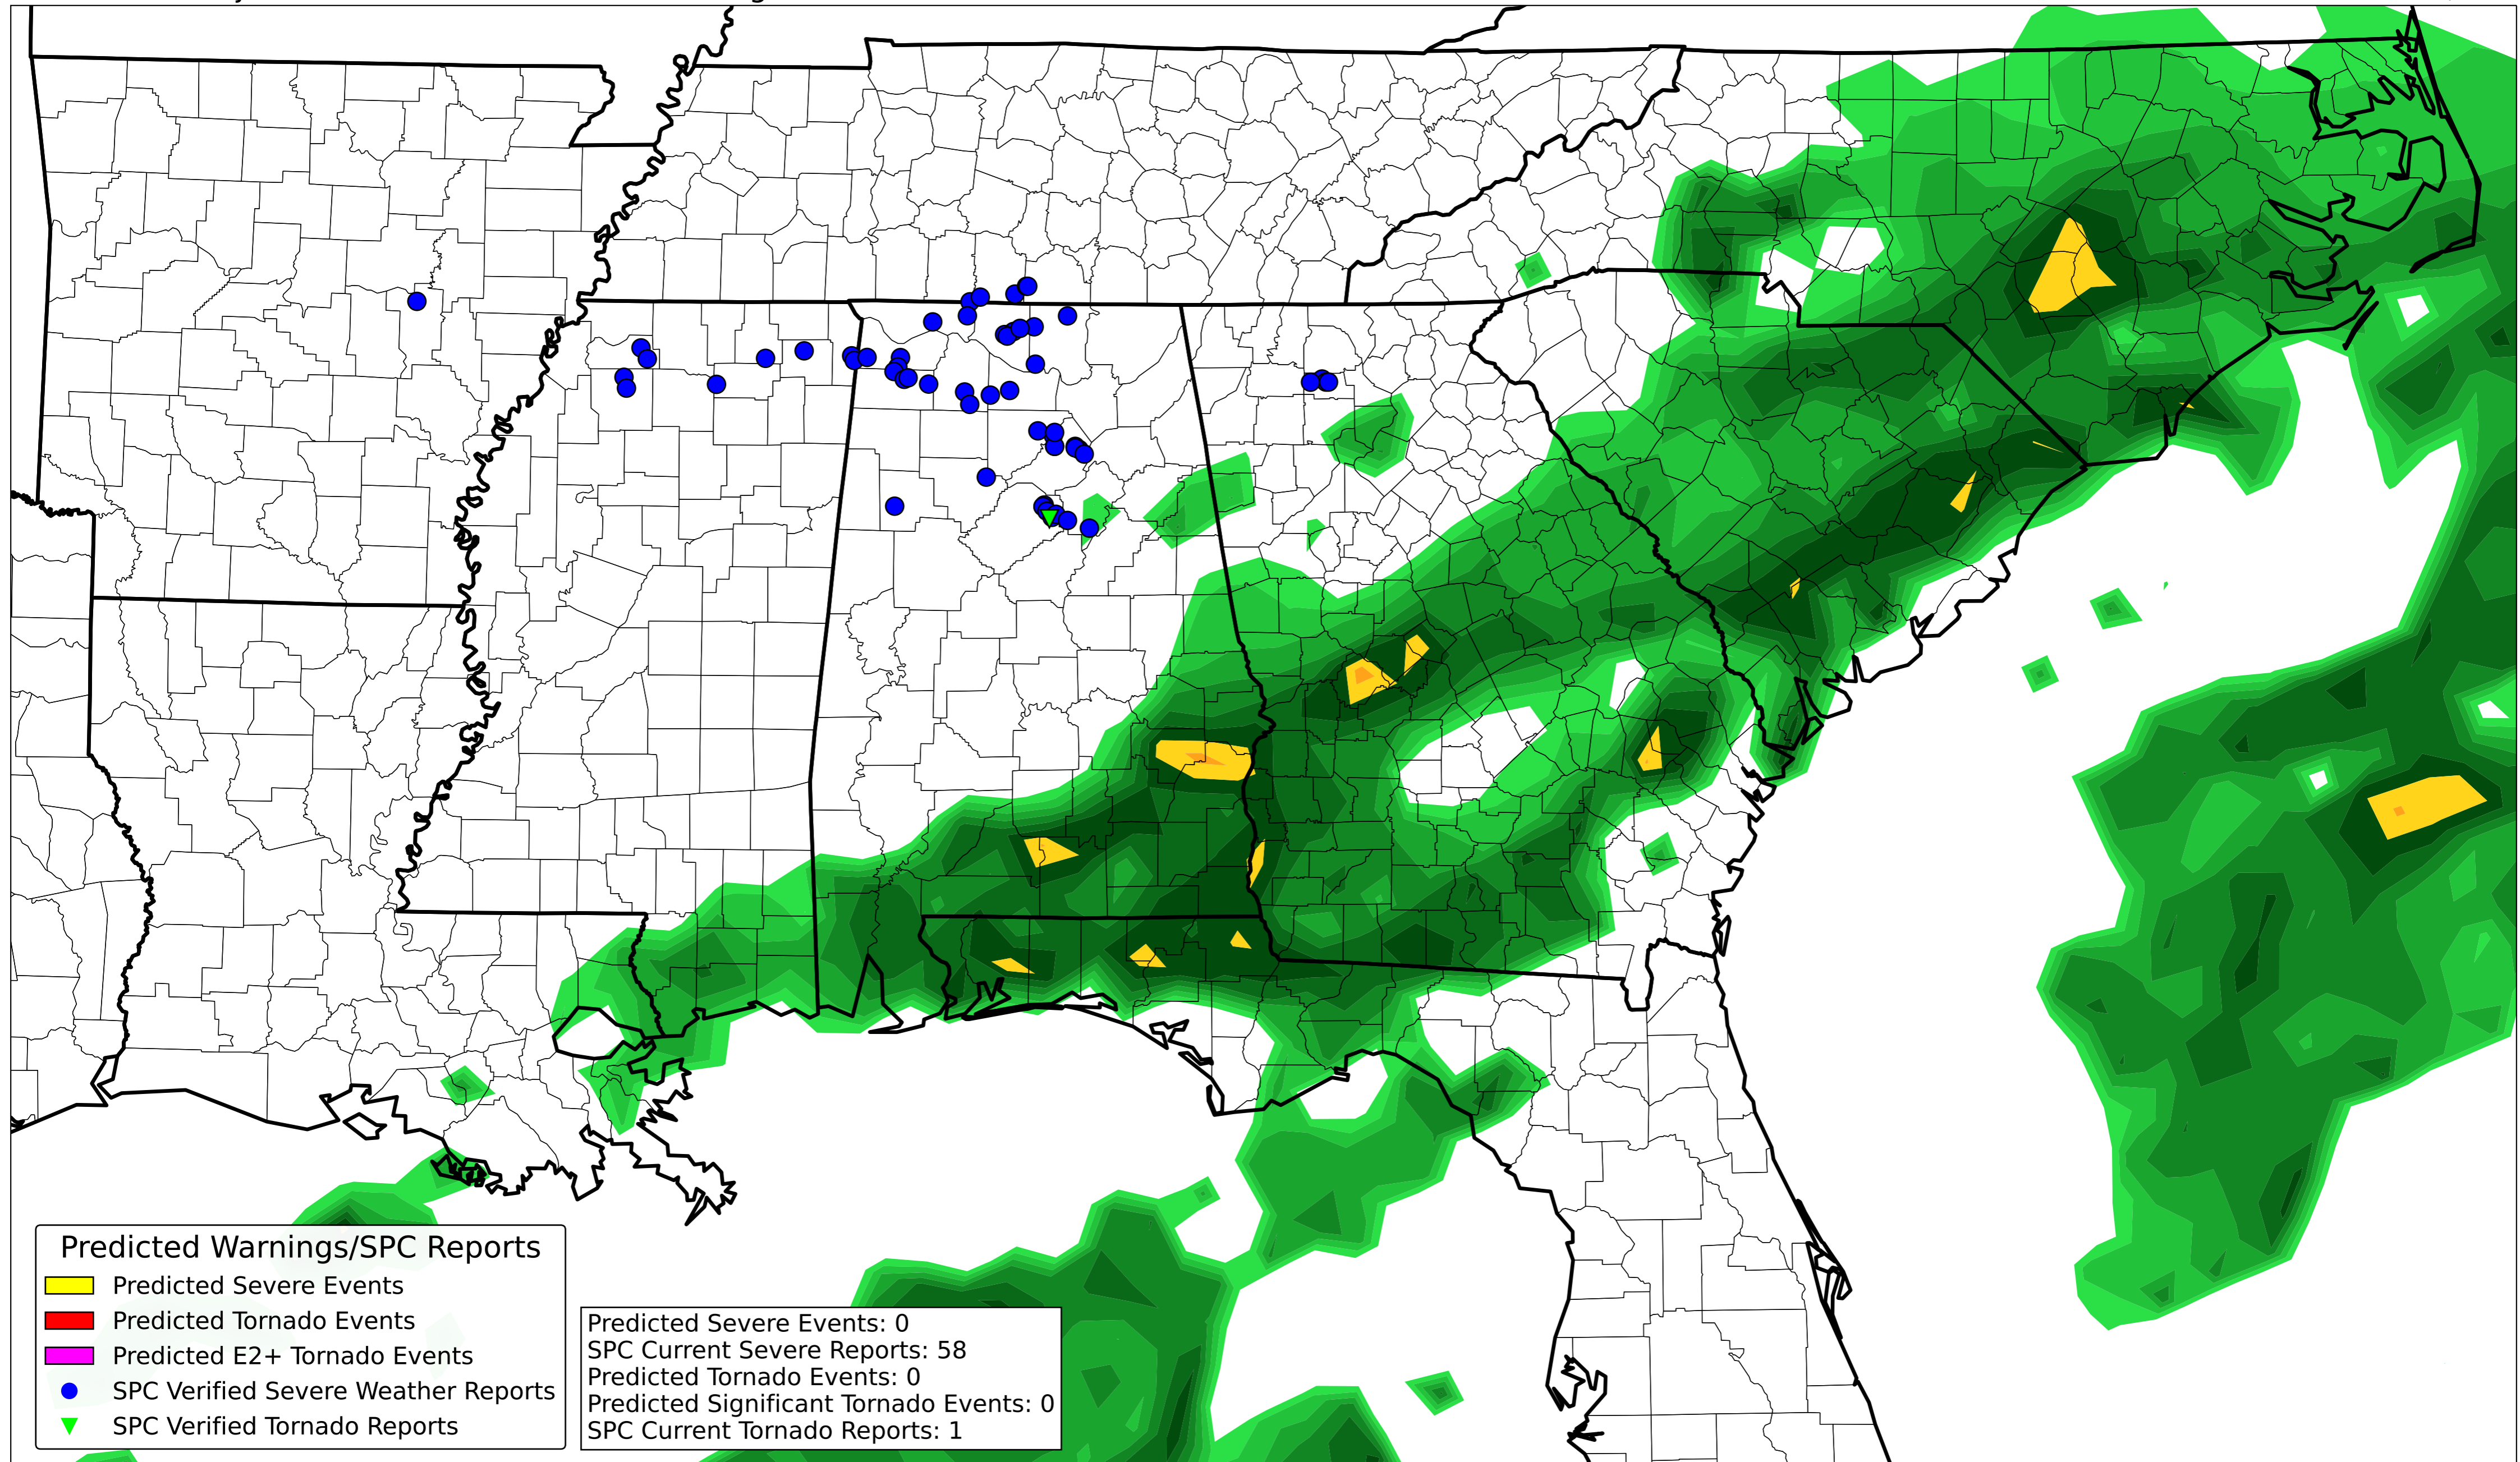 Predicted Warnings/SPC Reports
Predicted Severe Events
Predicted Tornado Events
Predicted E2+ Tornado Events
SPC Verified Severe Weather Reports
SPC Verified Tornado Reports
Predicted Severe Events: 0
SPC Current Severe Reports: 58
Predicted Tornado Events: 0
Predicted Significant Tornado Events: 0
SPC Current Tornado Reports: 1